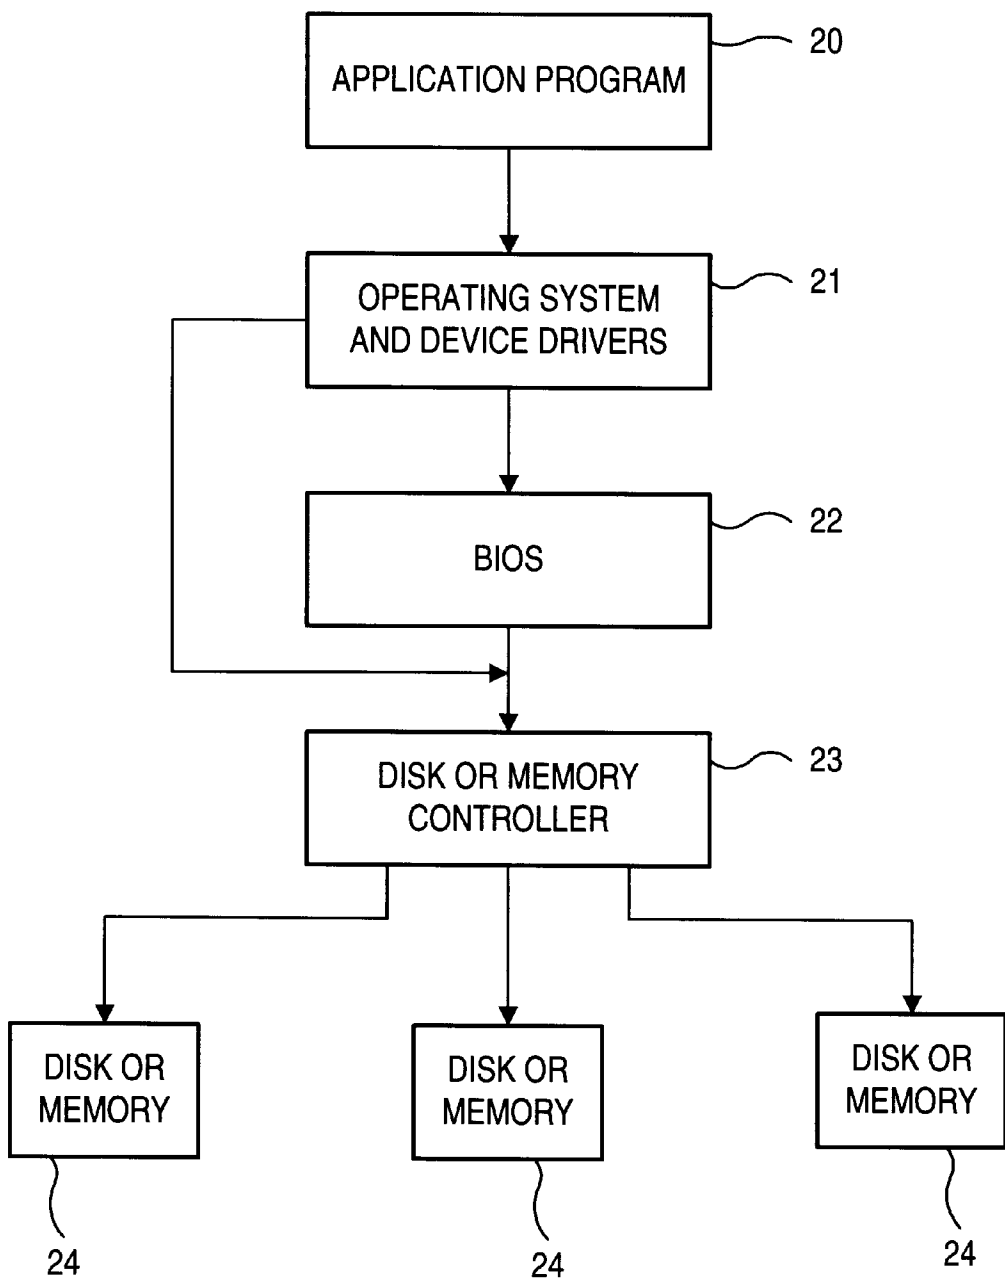 20
APPLICATION PROGRAM
21
OPERATING SYSTEM
AND DEVICE DRIVERS
22
BIOS
23
DISK OR MEMORY
CONTROLLER
DISK OR
MEMORY
DISK OR
MEMORY
DISK OR
MEMORY
24
24
24